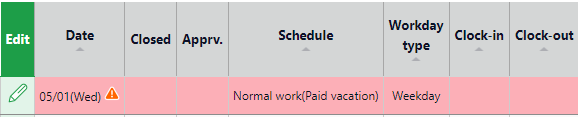 Edit Date Closed Apprv. Schedule Workday type Clock-in Clock-out
05/01(Wed) Normal work(Paid vacation) Weekday